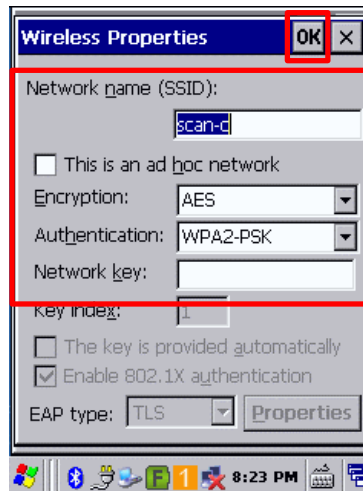 Wireless Properties OK ×
Network name (SSID):
scan-c
This is an ad hoc network
Encryption: AES
Authentication: WPA2-PSK
Network key:
Key index: 1
The key is provided automatically
Enable 802.1X authentication
EAP type: TLS Properties
F 1 8:23 PM